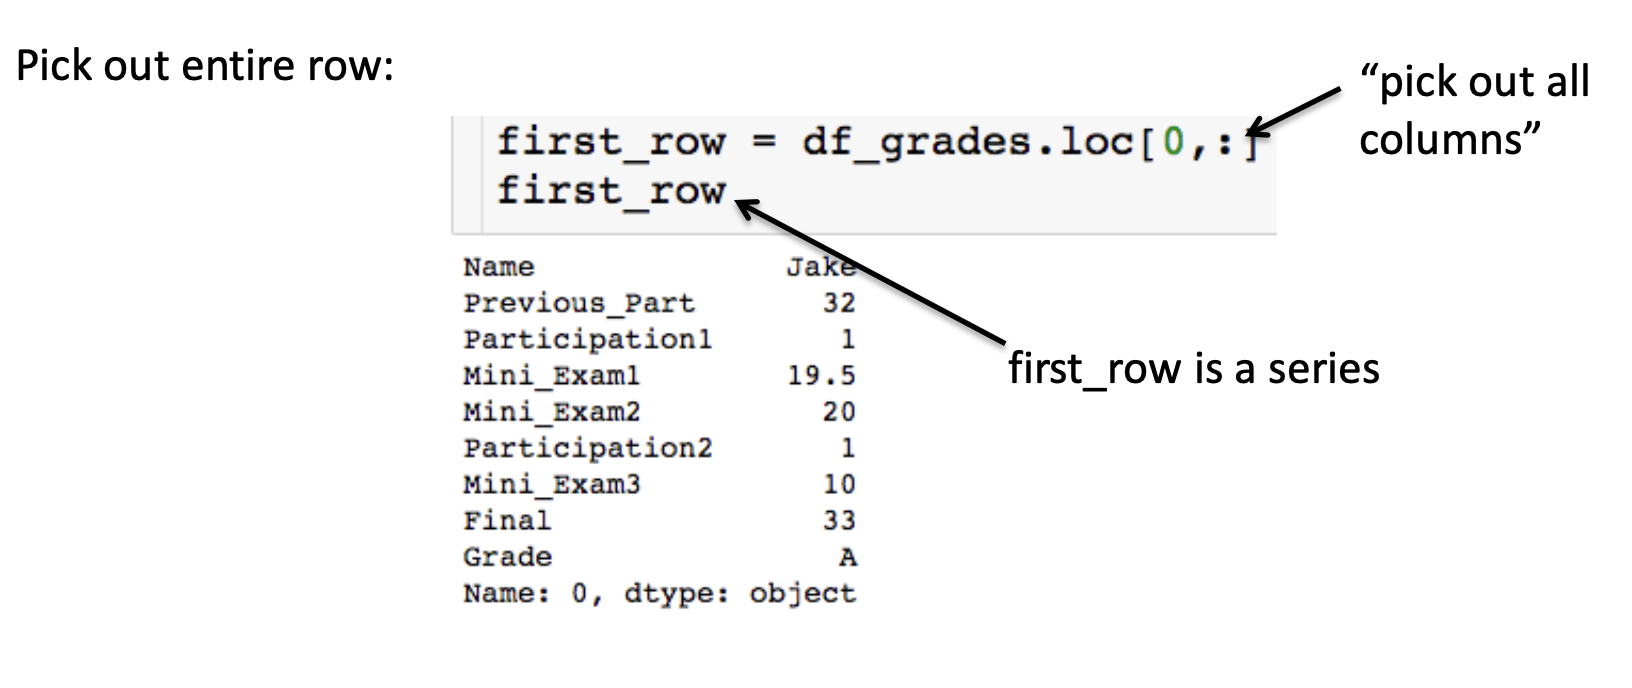 Pick out entire row:
“pick out all
columns”
first_row = df_grades.loc[0,:]
first_row
Name Jake
Previous_Part 32
Participation1 1
Mini_Exam1 19.5
Mini_Exam2 20
Participation2 1
Mini_Exam3 10
Final 33
Grade A
Name: 0, dtype: object
first_row is a series